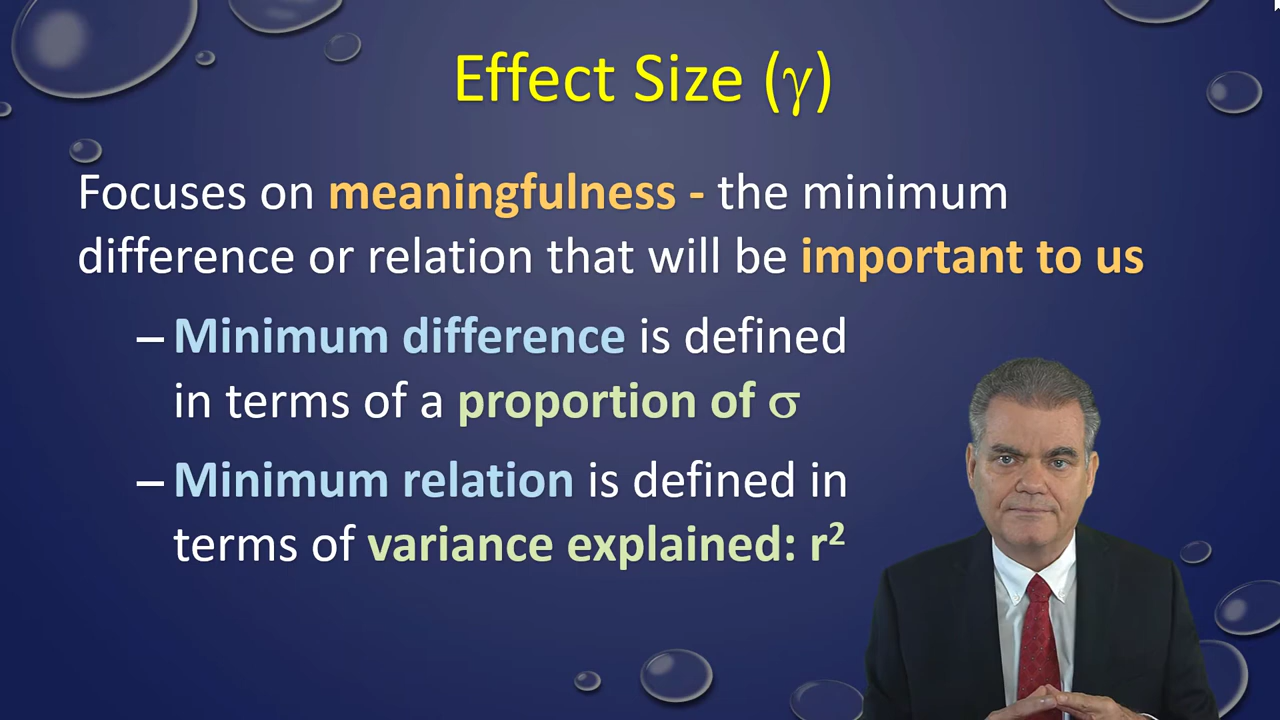 Effect Size (γ)
Focuses on meaningfulness - the minimum
difference or relation that will be important to us
– Minimum difference is defined
in terms of a proportion of σ
– Minimum relation is defined in
terms of variance explained: r²